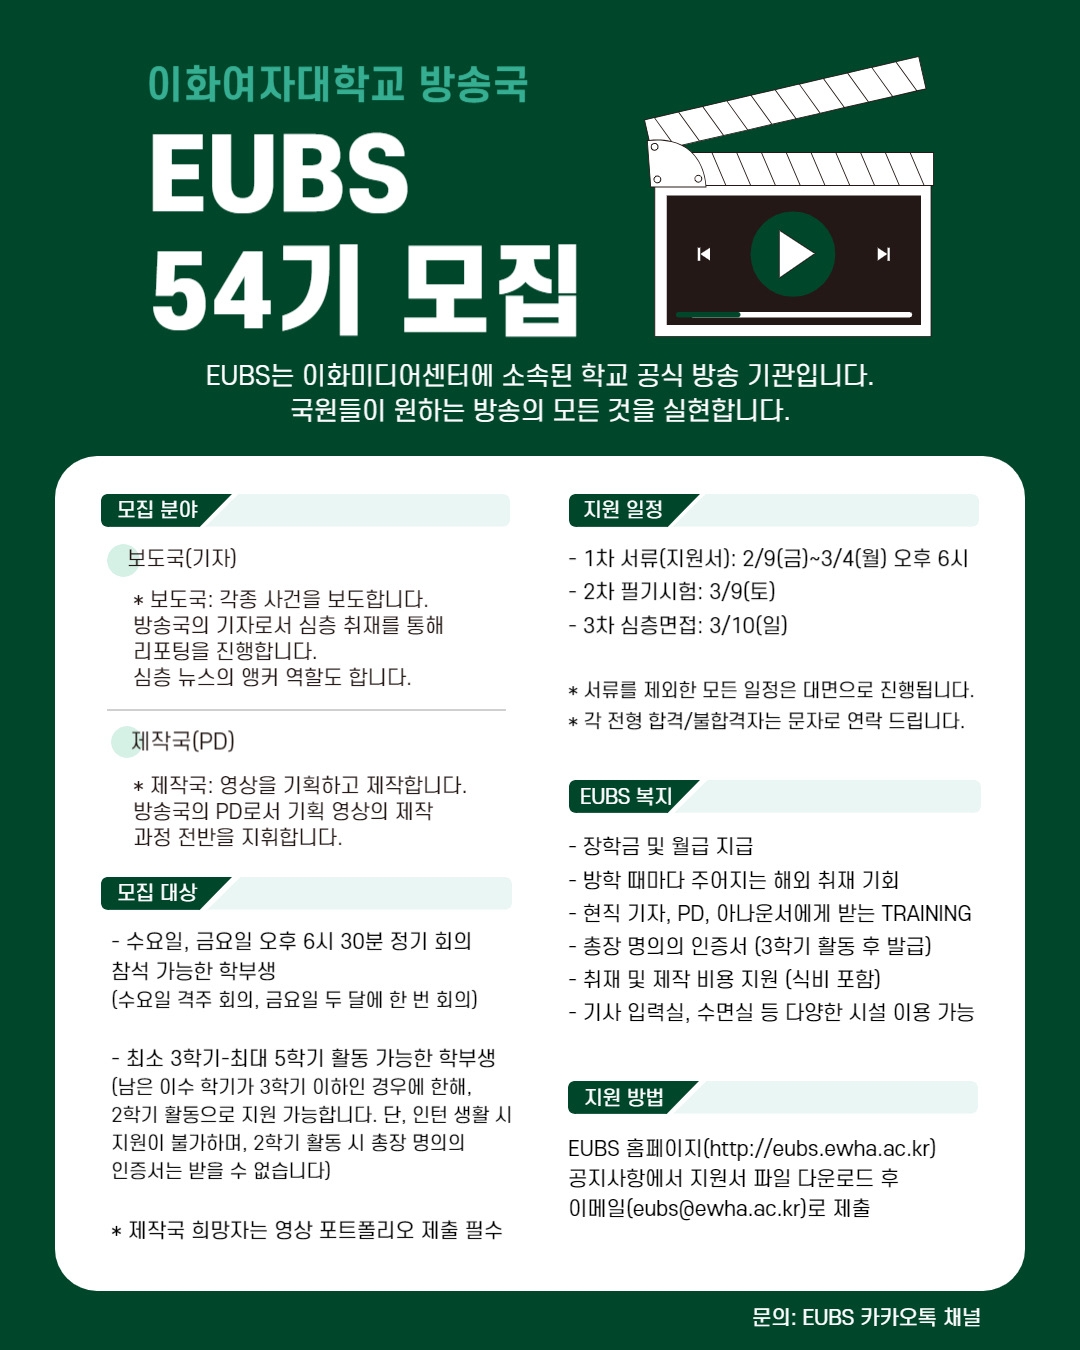 이화여자대학교 방송국
EUBS
54기 모집
EUBS는 이화미디어센터에 소속된 학교 공식 방송 기관입니다.
국원들이 원하는 방송의 모든 것을 실현합니다.
모집 분야
보도국(기자)
* 보도국: 각종 사건을 보도합니다.
방송국의 기자로서 심층 취재를 통해
리포팅을 진행합니다.
심층 뉴스의 앵커 역할도 합니다.
제작국(PD)
* 제작국: 영상을 기획하고 제작합니다.
방송국의 PD로서 기획 영상의 제작
과정 전반을 지휘합니다.
모집 대상
- 수요일, 금요일 오후 6시 30분 정기 회의
참석 가능한 학부생
(수요일 격주 회의, 금요일 두 달에 한 번 회의)
- 최소 3학기-최대 5학기 활동 가능한 학부생
(남은 이수 학기가 3학기 이하인 경우에 한해,
2학기 활동으로 지원 가능합니다. 단, 인턴 생활 시
지원이 불가하며, 2학기 활동 시 총장 명의의
인증서는 받을 수 없습니다)
* 제작국 희망자는 영상 포트폴리오 제출 필수
지원 일정
- 1차 서류(지원서): 2/9(금)~3/4(월) 오후 6시
- 2차 필기시험: 3/9(토)
- 3차 심층면접: 3/10(일)
* 서류를 제외한 모든 일정은 대면으로 진행됩니다.
* 각 전형 합격/불합격자는 문자로 연락 드립니다.
EUBS 복지
- 장학금 및 월급 지급
- 방학 때마다 주어지는 해외 취재 기회
- 현직 기자, PD, 아나운서에게 받는 TRAINING
- 총장 명의의 인증서 (3학기 활동 후 발급)
- 취재 및 제작 비용 지원 (식비 포함)
- 기사 입력실, 수면실 등 다양한 시설 이용 가능
지원 방법
EUBS 홈페이지(http://eubs.ewha.ac.kr)
공지사항에서 지원서 파일 다운로드 후
이메일(eubs@ewha.ac.kr)로 제출
문의: EUBS 카카오톡 채널